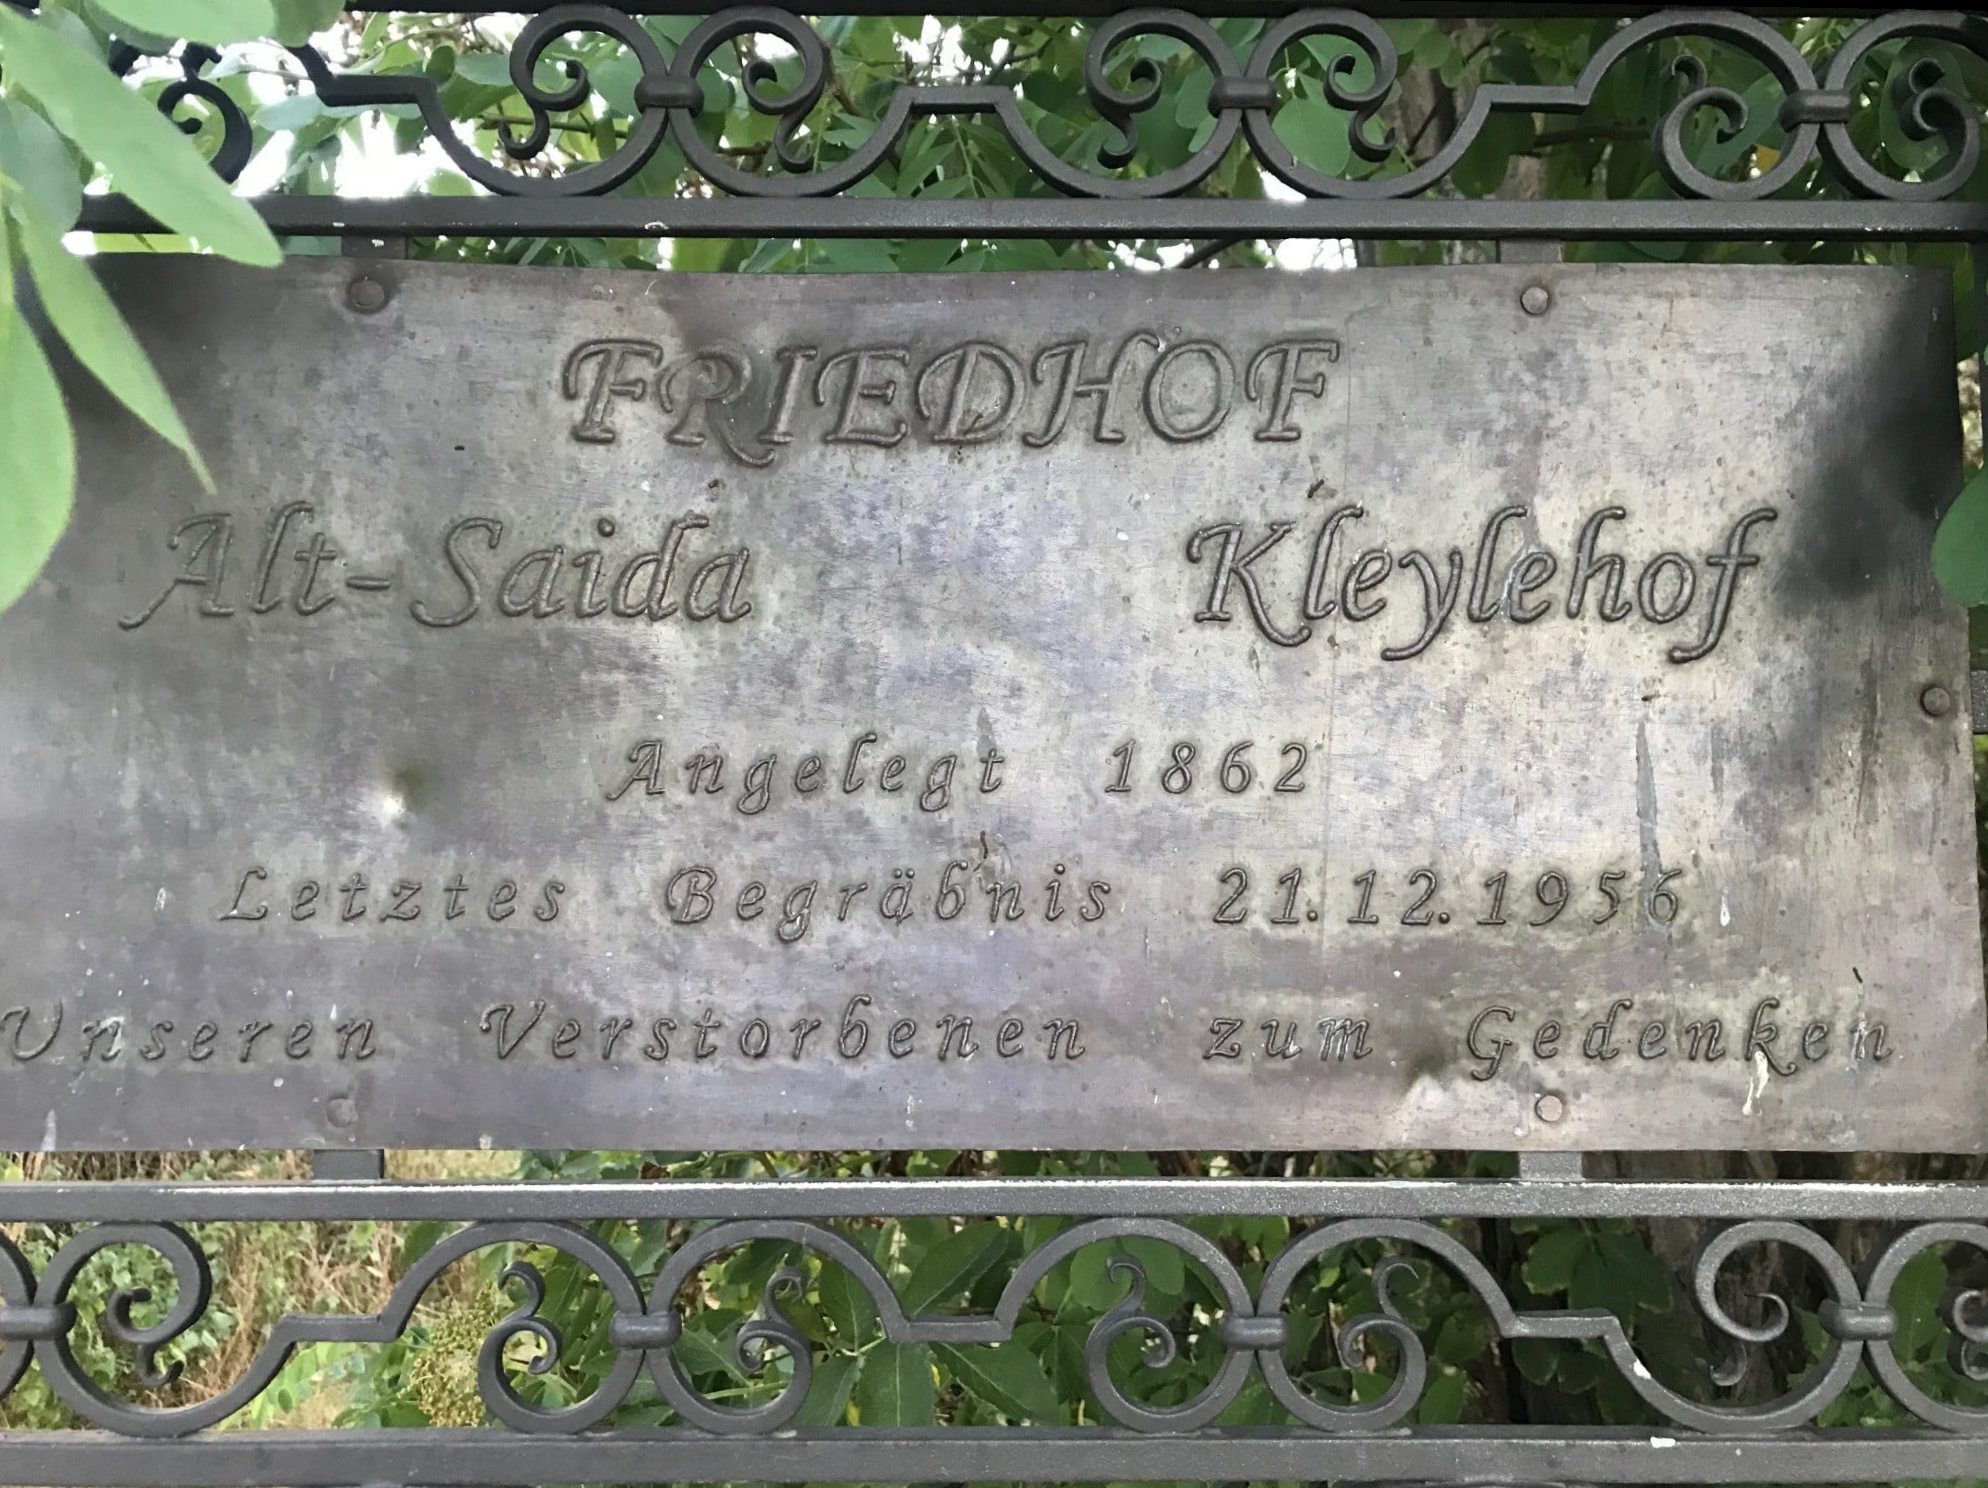 FRIEDHOF
Alt-Saida Kleylehof
Angelegt 1862
Letztes Begräbnis 21.12.1956
Unseren Verstorbenen zum Gedenken